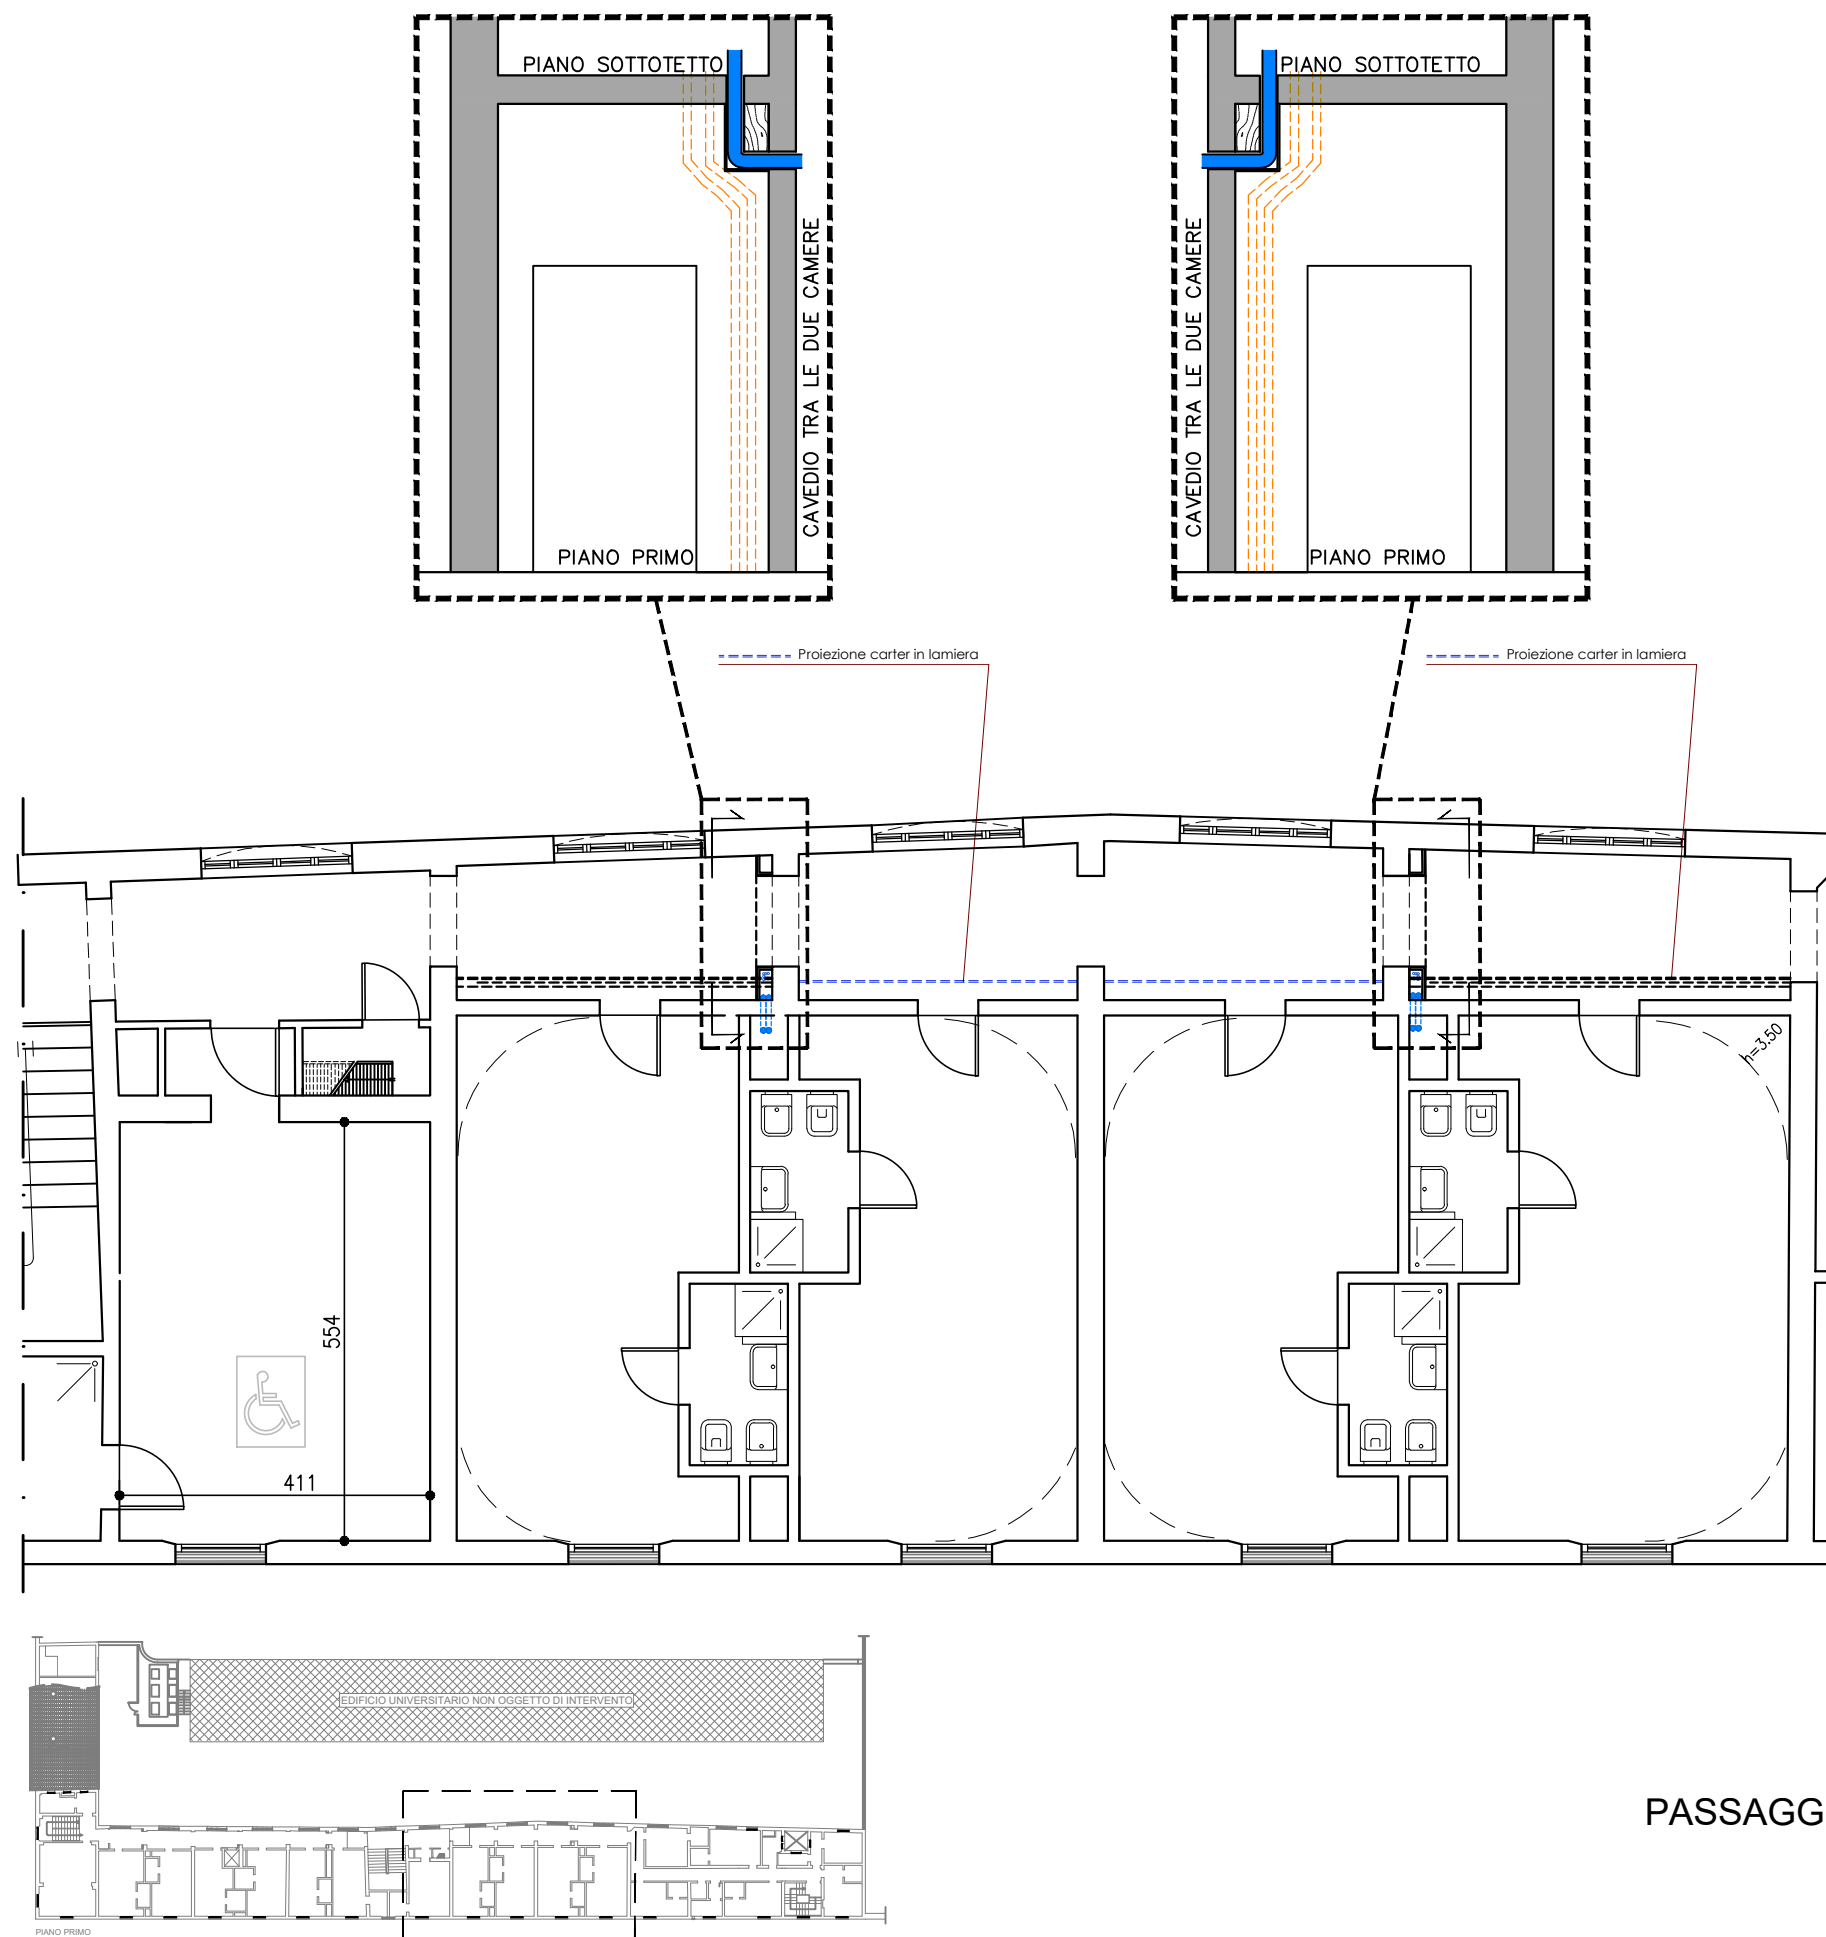 PIANO SOTTOTETTO
CAVEDIO TRA LE DUE CAMERE
PIANO PRIMO
PIANO SOTTOTETTO
CAVEDIO TRA LE DUE CAMERE
PIANO PRIMO
Proiezione carter in lamiera
Proiezione carter in lamiera
h=3.50
554
411
EDIFICIO UNIVERSITARIO NON OGGETTO DI INTERVENTO
PASSAGG
PIANO PRIMO